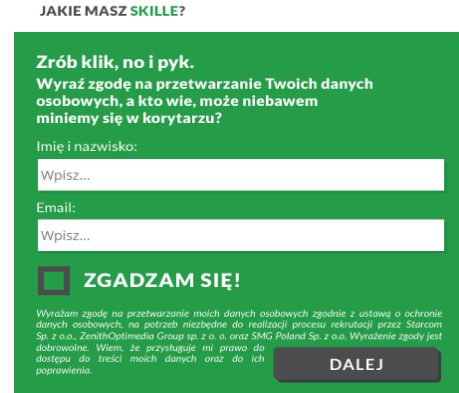 JAKIE MASZ SKILLE?
Zrób klik, no i pyk.
Wyraź zgodę na przetwarzanie Twoich danych
osobowych, a kto wie, może niebawem
miniemy się w korytarzu?
Imię i nazwisko:
Wpisz...
Email:
Wpisz...
ZGADZAM SIĘ!
Wyrażam zgodę na przetwarzanie moich danych osobowych zgodnie z ustawą o ochronie
danych osobowych, na potrzeb niezbędne do realizacji procesu rekrutacji przez Starcom
Sp. z o.o., ZenithOptimedia Group sp. z o. o. oraz SMG Poland Sp. z o.o. Wyrażenie zgody jest
dobrowolne. Wiem, że przysługuje mi prawo do
dostępu do treści moich danych oraz do ich
poprawienia.
DALEJ